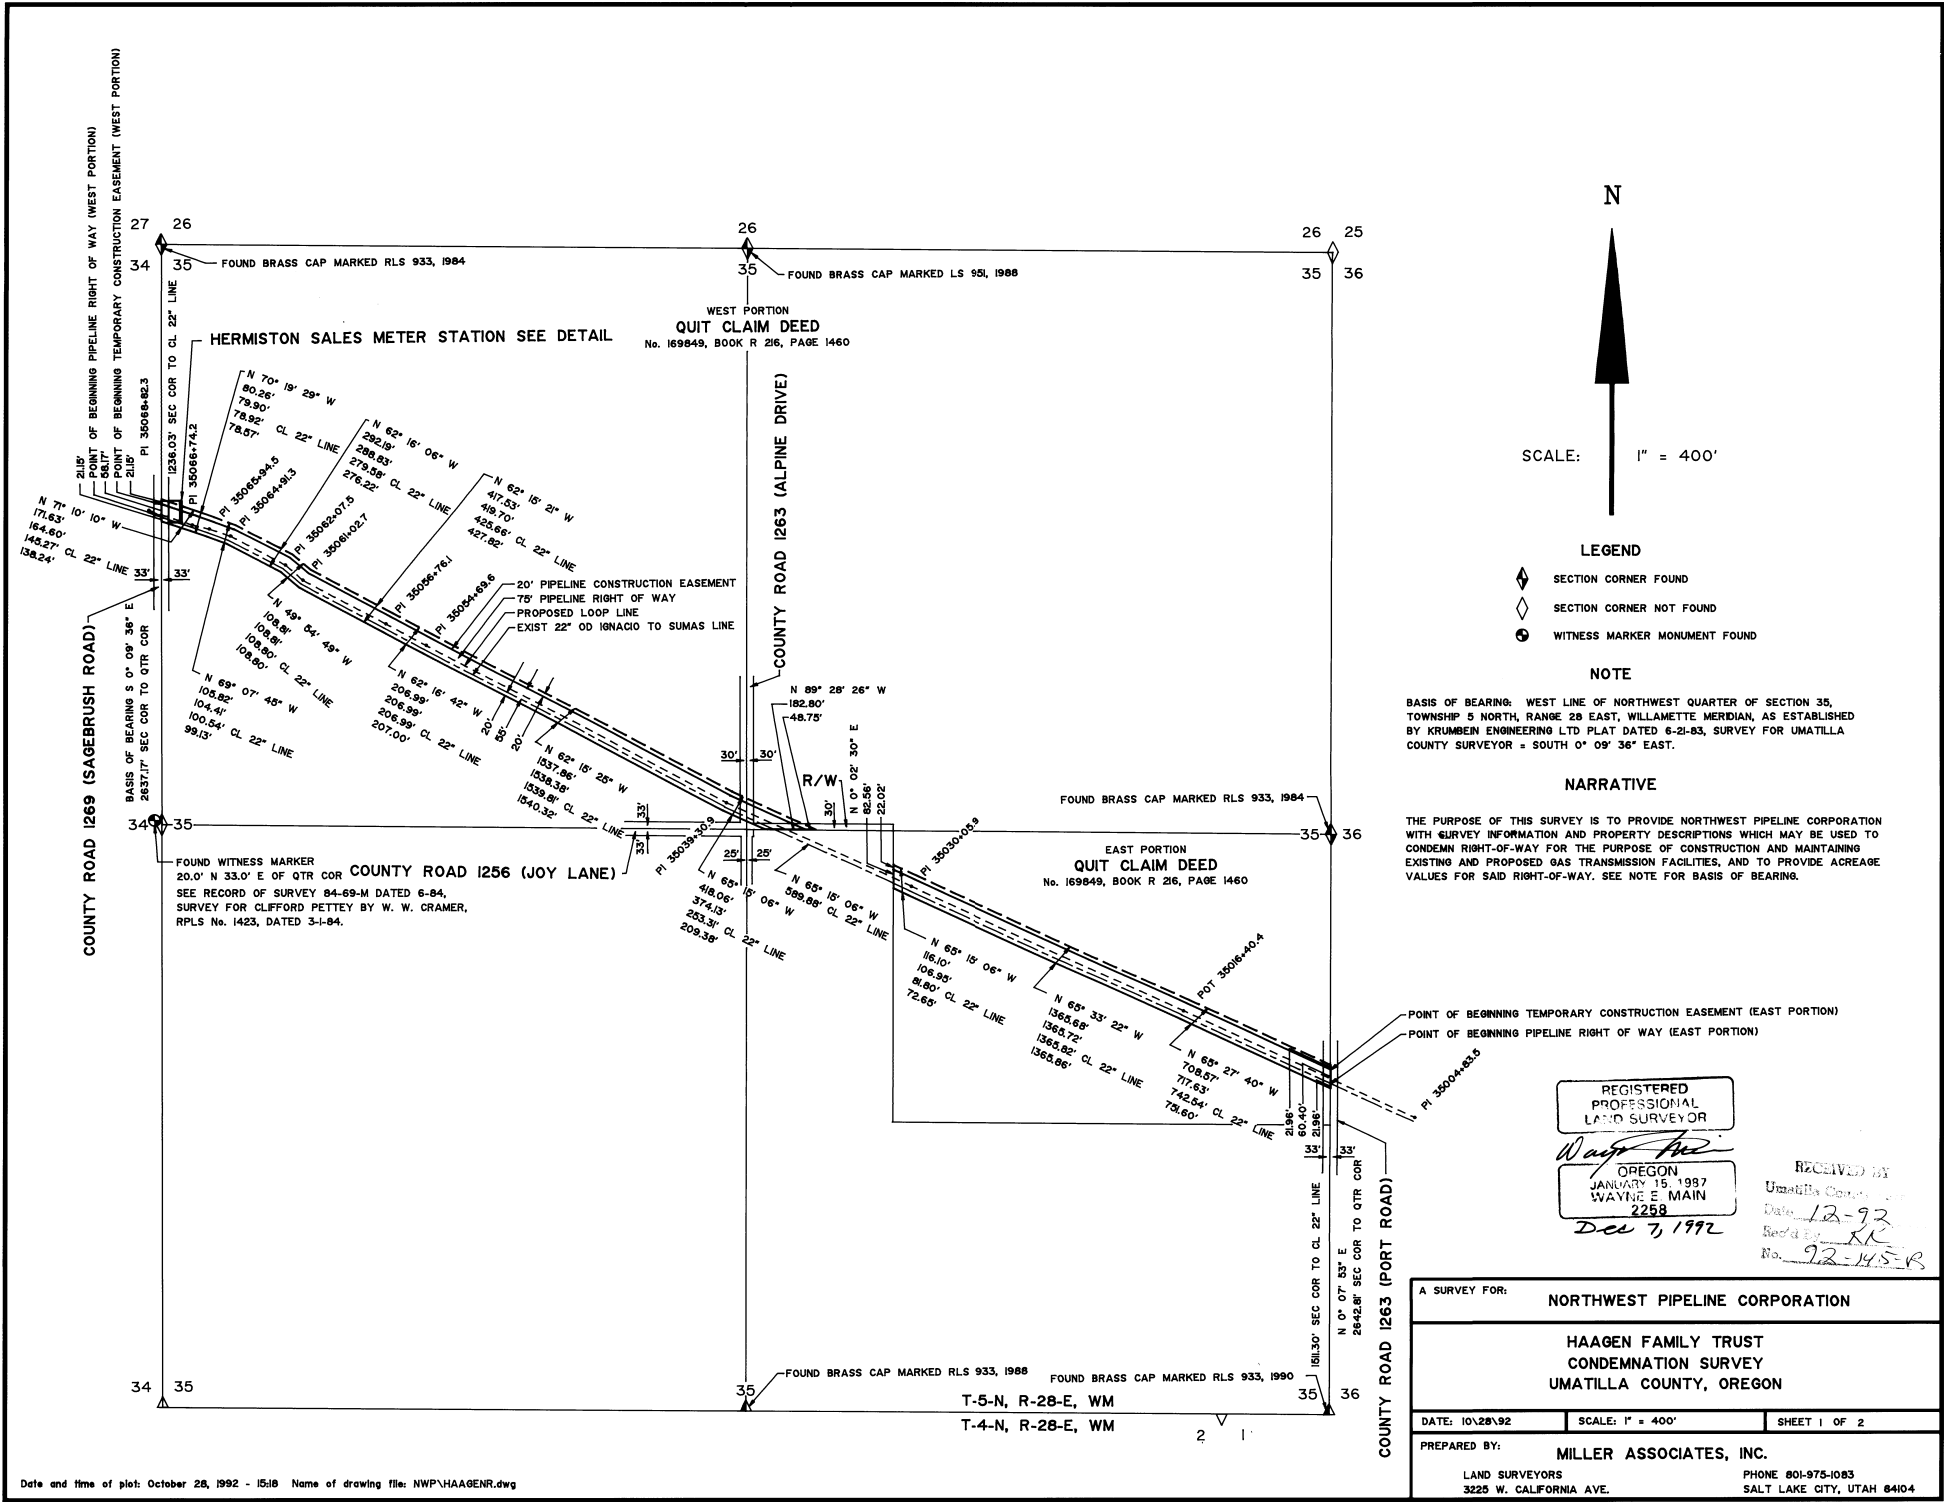 27 26
34 35
26
35
26 25
35 36
FOUND BRASS CAP MARKED RLS 933, 1984
FOUND BRASS CAP MARKED LS 951, 1988
WEST PORTION
QUIT CLAIM DEED
No. 169849, BOOK R 216, PAGE 1460
HERMISTON SALES METER STATION SEE DETAIL
21.15'
POINT OF BEGINNING PIPELINE RIGHT OF WAY (WEST PORTION)
58.17'
POINT OF BEGINNING TEMPORARY CONSTRUCTION EASEMENT (WEST PORTION)
21.15'
PI 35068+82.3
1236.03' SEC COR TO CL 22" LINE
PI 35066+74.2
N 70° 19' 29" W
80.26'
79.90'
78.92' CL 22" LINE
78.57'
N 62° 16' 06" W
292.19'
288.83'
279.58' CL 22" LINE
276.22'
N 62° 15' 21" W
417.53'
419.70'
425.66' CL 22" LINE
427.82'
N 71° 10' 10" W
171.63'
164.60'
145.27' CL 22" LINE
138.24'
PI 35065+94.5
PI 35064+91.3
PI 35062+07.5
PI 35061+02.7
PI 35056+76.1
PI 35054+69.6
33' 33'
20' PIPELINE CONSTRUCTION EASEMENT
75' PIPELINE RIGHT OF WAY
PROPOSED LOOP LINE
EXIST 22" OD IGNACIO TO SUMAS LINE
COUNTY ROAD 1263 (ALPINE DRIVE)
COUNTY ROAD 1269 (SAGEBRUSH ROAD)
BASIS OF BEARING S 0° 09' 36" E
2637.17' SEC COR TO QTR COR
N 49° 54' 49" W
108.81'
108.81'
108.80' CL 22" LINE
108.80'
N 69° 07' 45" W
105.82'
104.41'
100.54' CL 22" LINE
99.13'
N 62° 16' 42" W
206.99'
206.99'
206.99' CL 22" LINE
207.00'
20'
55'
20'
N 62° 15' 25" W
1537.86'
1538.38'
1539.81' CL 22" LINE
1540.32'
N 89° 28' 26" W
182.80'
48.75'
30' 30'
R/W
30'
N 0° 02' 30" E
82.56'
22.02'
33'
33'
25' 25'
34 35
FOUND BRASS CAP MARKED RLS 933, 1984
35 36
PI 35039+30.9
PI 35030+05.9
EAST PORTION
QUIT CLAIM DEED
No. 169849, BOOK R 216, PAGE 1460
FOUND WITNESS MARKER
20.0' N 33.0' E OF QTR COR
COUNTY ROAD 1256 (JOY LANE)
SEE RECORD OF SURVEY 84-69-M DATED 6-84,
SURVEY FOR CLIFFORD PETTEY BY W. W. CRAMER,
RPLS No. 1423, DATED 3-1-84.
N 65° 15' 06" W
418.06'
374.13'
253.31' CL 22" LINE
209.38'
N 65° 15' 06" W
589.88' CL 22" LINE
N 65° 15' 06" W
116.10'
106.95'
81.80' CL 22" LINE
72.65'
N 65° 33' 22" W
1365.68'
1365.72'
1365.82' CL 22" LINE
1365.86'
POT 35016+40.4
N 65° 27' 40" W
708.57'
717.63'
742.54' CL 22" LINE
751.60'
POINT OF BEGINNING TEMPORARY CONSTRUCTION EASEMENT (EAST PORTION)
POINT OF BEGINNING PIPELINE RIGHT OF WAY (EAST PORTION)
PI 35004+83.5
21.96'
60.40'
21.96'
33' 33'
1511.30' SEC COR TO CL 22" LINE
N 0° 07' 53" E
2642.81' SEC COR TO QTR COR
COUNTY ROAD 1263 (PORT ROAD)
34 35
35
FOUND BRASS CAP MARKED RLS 933, 1988
FOUND BRASS CAP MARKED RLS 933, 1990
35 36
T-5-N, R-28-E, WM
T-4-N, R-28-E, WM
2 1
N
SCALE: 1" = 400'
LEGEND
SECTION CORNER FOUND
SECTION CORNER NOT FOUND
WITNESS MARKER MONUMENT FOUND
NOTE
BASIS OF BEARING: WEST LINE OF NORTHWEST QUARTER OF SECTION 35,
TOWNSHIP 5 NORTH, RANGE 28 EAST, WILLAMETTE MERIDIAN, AS ESTABLISHED
BY KRUMBEIN ENGINEERING LTD PLAT DATED 6-21-83, SURVEY FOR UMATILLA
COUNTY SURVEYOR = SOUTH 0° 09' 36" EAST.
NARRATIVE
THE PURPOSE OF THIS SURVEY IS TO PROVIDE NORTHWEST PIPELINE CORPORATION
WITH SURVEY INFORMATION AND PROPERTY DESCRIPTIONS WHICH MAY BE USED TO
CONDEMN RIGHT-OF-WAY FOR THE PURPOSE OF CONSTRUCTION AND MAINTAINING
EXISTING AND PROPOSED GAS TRANSMISSION FACILITIES, AND TO PROVIDE ACREAGE
VALUES FOR SAID RIGHT-OF-WAY. SEE NOTE FOR BASIS OF BEARING.
REGISTERED
PROFESSIONAL
LAND SURVEYOR
OREGON
JANUARY 15, 1987
WAYNE E. MAIN
2258
Dec 7, 1992
RECEIVED BY
Umatilla
Date 12-92
Rec'd By KK
No. 92-145-B
A SURVEY FOR: NORTHWEST PIPELINE CORPORATION
HAAGEN FAMILY TRUST
CONDEMNATION SURVEY
UMATILLA COUNTY, OREGON
DATE: 10\28\92 SCALE: 1" = 400' SHEET 1 OF 2
PREPARED BY: MILLER ASSOCIATES, INC.
LAND SURVEYORS PHONE 801-975-1083
3225 W. CALIFORNIA AVE. SALT LAKE CITY, UTAH 84104
Date and time of plot: October 28, 1992 - 15:18 Name of drawing file: NWP\HAAGENR.dwg